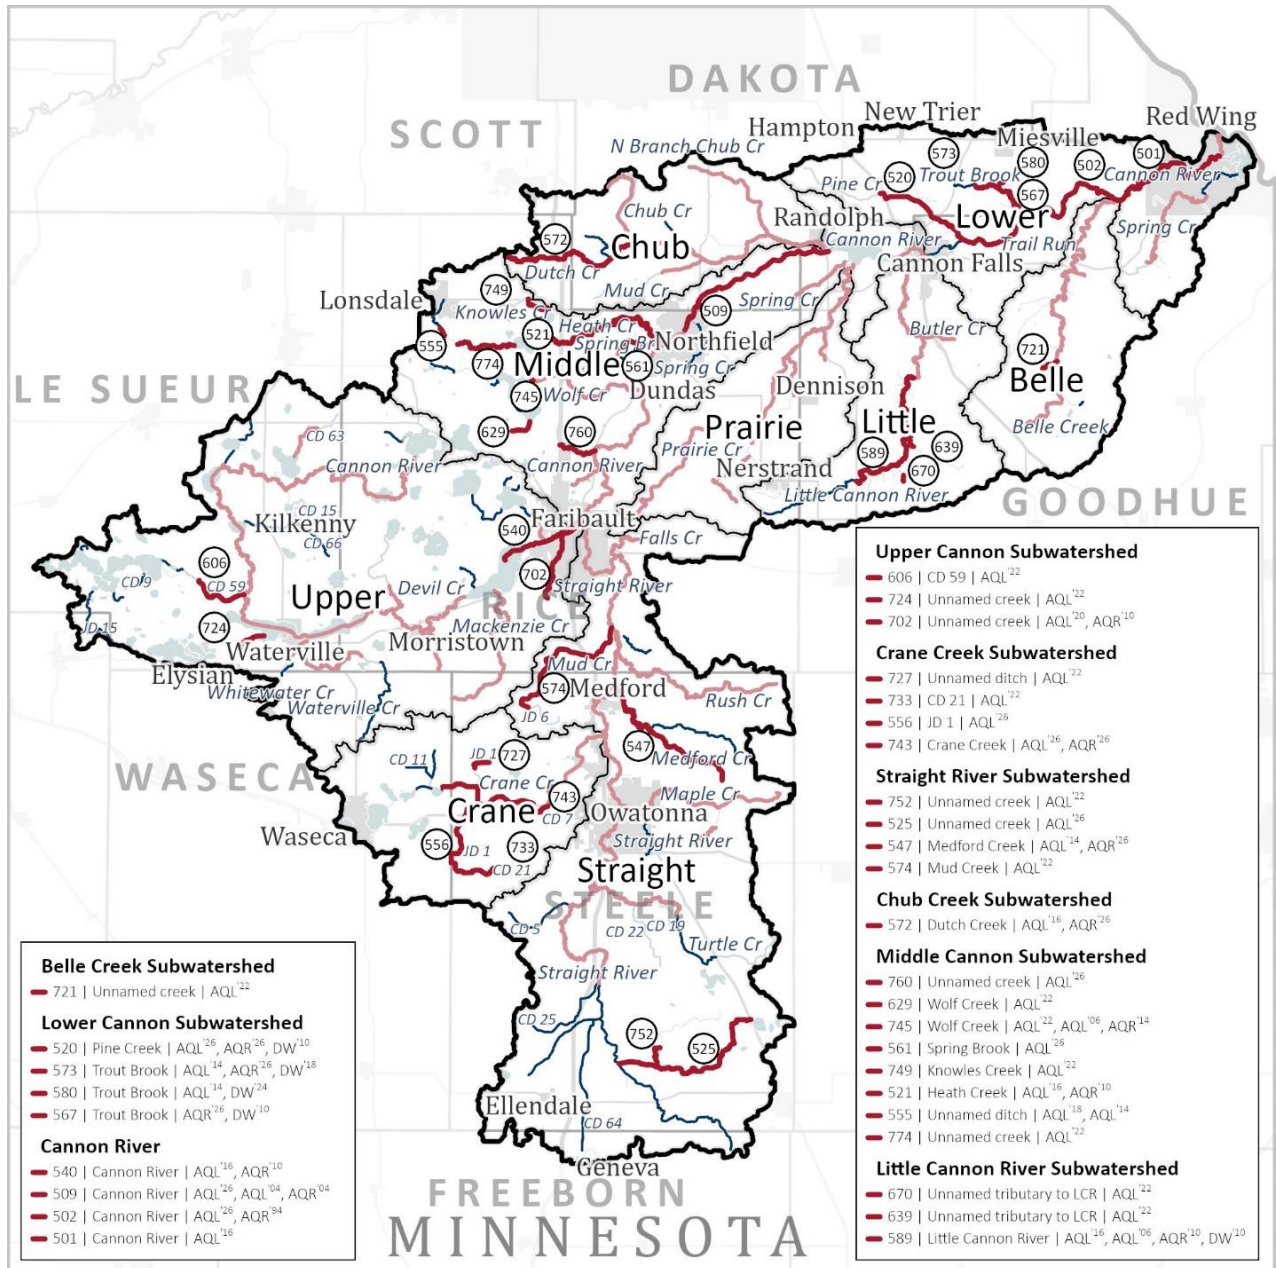 DAKOTA
SCOTT
Hampton
New Trier
Miesville
Red Wing
N Branch Chub Cr
573
580
502
501
Pine Cr
520
Trout Brook
567
Cannon River
Chub Cr
Randolph
Lower
Chub
572
Cannon River
Trail Run
Spring Cr
Cannon Falls
Dutch Cr
Mud Cr
Lonsdale
749
Knowles Cr
Spring Cr
509
521
Heath Cr
Butler Cr
555
Spring Br
Northfield
774
Middle
561
Spring Cr
721
LE SUEUR
745
Wolf Cr
Dundas
Dennison
Belle
629
760
Prairie
Little
Belle Creek
CD 63
Cannon River
Cannon River
Prairie Cr
589
639
Nerstrand
670
Little Cannon River
GOODHUE
CD 15
Kilkenny
540
Faribault
CD 66
Falls Cr
606
CD 9
CD 59
702
Straight River
Devil Cr
Upper
RICE
JD 15
724
Mackenzie Cr
Waterville
Morristown
Mud Cr
Elysian
574
Medford
Whitewater Cr
Waterville Cr
JD 6
Rush Cr
CD 11
JD 1
727
547
Medford Cr
WASECA
Crane Cr
Maple Cr
743
Crane
Owatonna
CD 7
Waseca
556
JD 1
733
Straight River
CD 21
Straight
STEELE
CD 5
CD 22
CD 19
Turtle Cr
Straight River
CD 25
752
525
Ellendale
CD 64
Geneva
FREEBORN
MINNESOTA
Belle Creek Subwatershed
721 | Unnamed creek | AQL'22
Lower Cannon Subwatershed
520 | Pine Creek | AQL'26, AQR'26, DW'10
573 | Trout Brook | AQL'14, AQR'26, DW'18
580 | Trout Brook | AQL'14, DW'24
567 | Trout Brook | AQR'26, DW'10
Cannon River
540 | Cannon River | AQL'16, AQR'10
509 | Cannon River | AQL'26, AQL'04, AQR'04
502 | Cannon River | AQL'26, AQR'94
501 | Cannon River | AQL'16
Upper Cannon Subwatershed
606 | CD 59 | AQL'22
724 | Unnamed creek | AQL'22
702 | Unnamed creek | AQL'20, AQR'10
Crane Creek Subwatershed
727 | Unnamed ditch | AQL'22
733 | CD 21 | AQL'22
556 | JD 1 | AQL'26
743 | Crane Creek | AQL'26, AQR'26
Straight River Subwatershed
752 | Unnamed creek | AQL'22
525 | Unnamed creek | AQL'26
547 | Medford Creek | AQL'14, AQR'26
574 | Mud Creek | AQL'22
Chub Creek Subwatershed
572 | Dutch Creek | AQL'16, AQR'26
Middle Cannon Subwatershed
760 | Unnamed creek | AQL'26
629 | Wolf Creek | AQL'22
745 | Wolf Creek | AQL'22, AQL'06, AQR'14
561 | Spring Brook | AQL'26
749 | Knowles Creek | AQL'22
521 | Heath Creek | AQL'16, AQR'10
555 | Unnamed ditch | AQL'18, AQL'14
774 | Unnamed creek | AQL'22
Little Cannon River Subwatershed
670 | Unnamed tributary to LCR | AQL'22
639 | Unnamed tributary to LCR | AQL'22
589 | Little Cannon River | AQL'16, AQL'06, AQR'10, DW'10